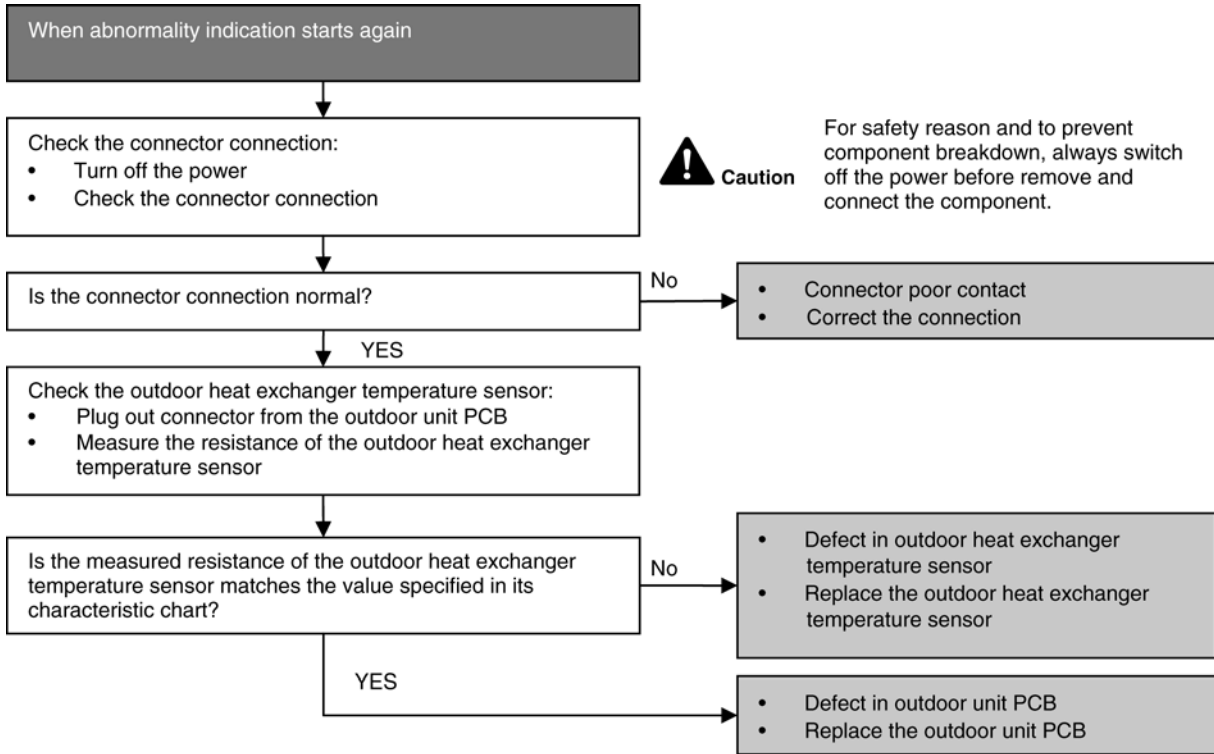 When abnormality indication starts again
Check the connector connection:
• Turn off the power
• Check the connector connection
Caution
For safety reason and to prevent
component breakdown, always switch
off the power before remove and
connect the component.
Is the connector connection normal?
No
• Connector poor contact
• Correct the connection
YES
Check the outdoor heat exchanger temperature sensor:
• Plug out connector from the outdoor unit PCB
• Measure the resistance of the outdoor heat exchanger
temperature sensor
Is the measured resistance of the outdoor heat exchanger
temperature sensor matches the value specified in its
characteristic chart?
No
• Defect in outdoor heat exchanger
temperature sensor
• Replace the outdoor heat exchanger
temperature sensor
YES
• Defect in outdoor unit PCB
• Replace the outdoor unit PCB